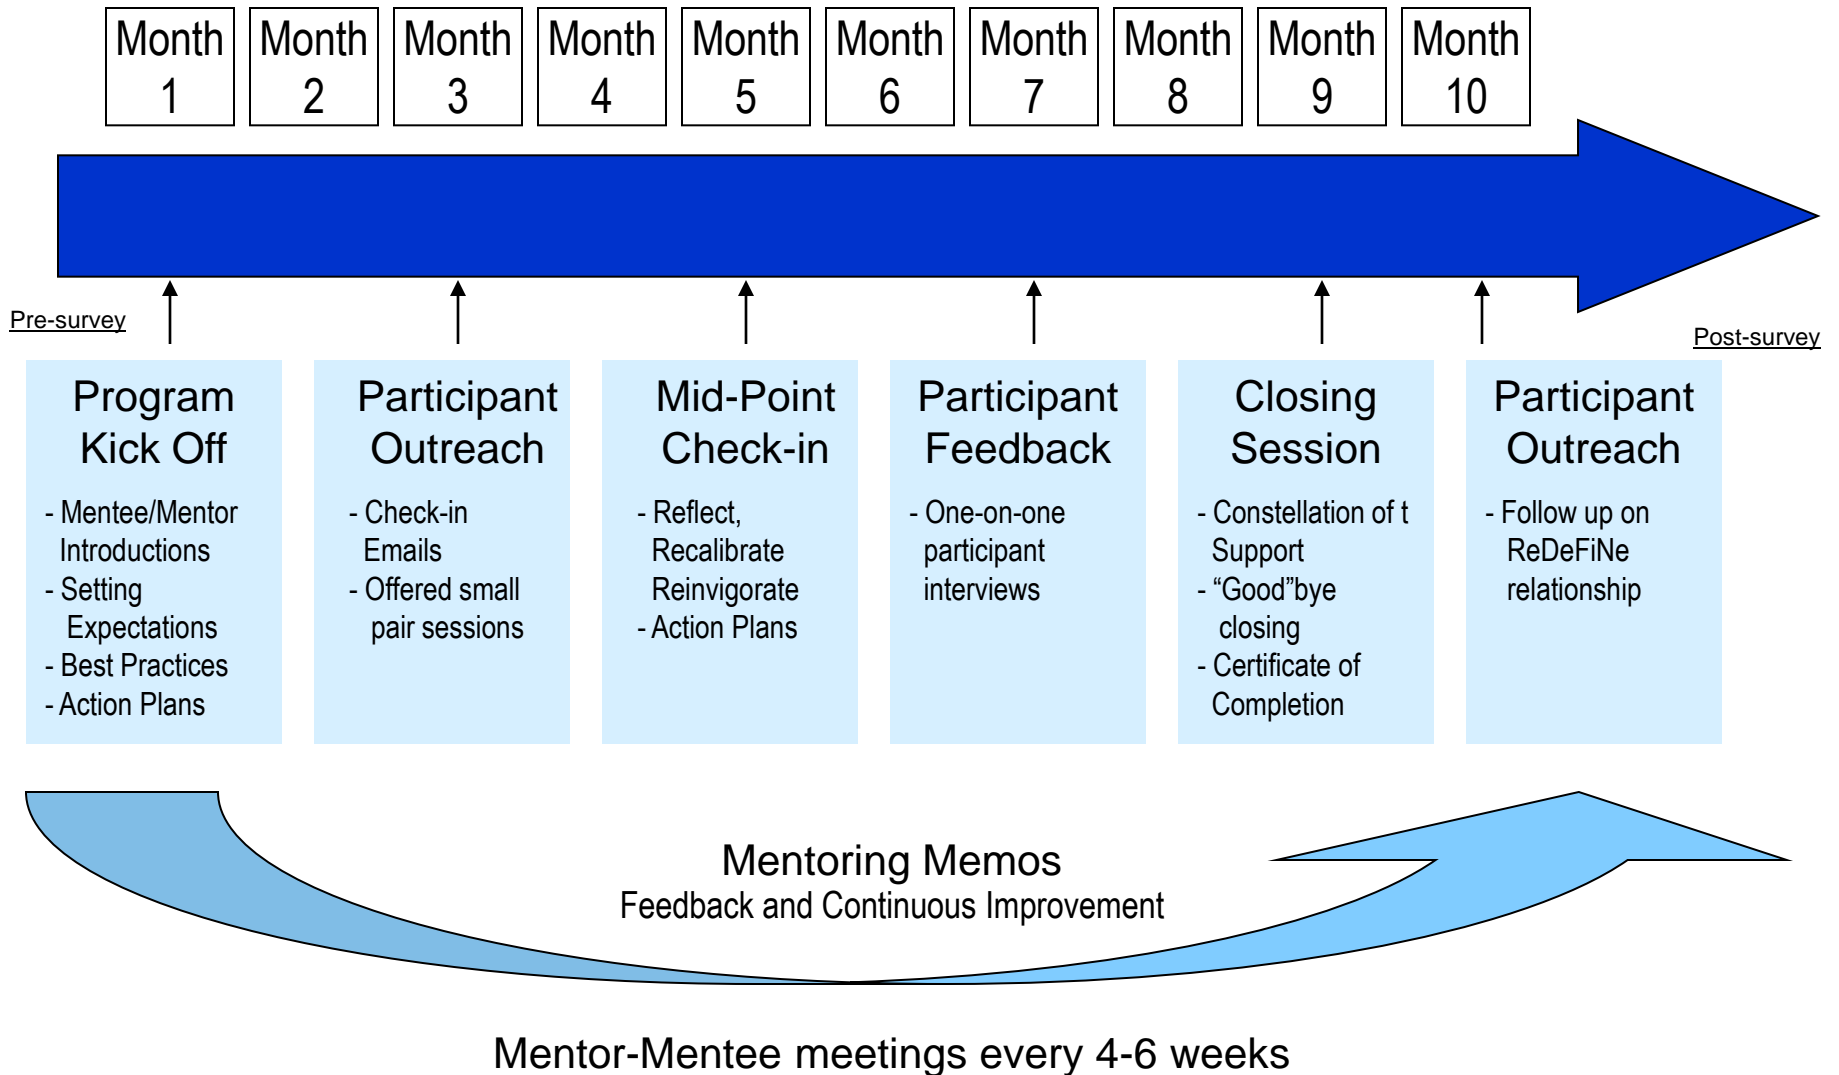 Month 1
Month 2
Month 3
Month 4
Month 5
Month 6
Month 7
Month 8
Month 9
Month 10
Pre-survey
Post-survey
Program
Kick Off
- Mentee/Mentor
Introductions
- Setting
Expectations
- Best Practices
- Action Plans
Participant
Outreach
- Check-in
Emails
- Offered small
pair sessions
Mid-Point
Check-in
- Reflect,
Recalibrate
Reinvigorate
- Action Plans
Participant
Feedback
- One-on-one
participant
interviews
Closing
Session
- Constellation of t
Support
- “Good”bye
closing
- Certificate of
Completion
Participant
Outreach
- Follow up on
ReDeFiNe
relationship
Mentoring Memos
Feedback and Continuous Improvement
Mentor-Mentee meetings every 4-6 weeks